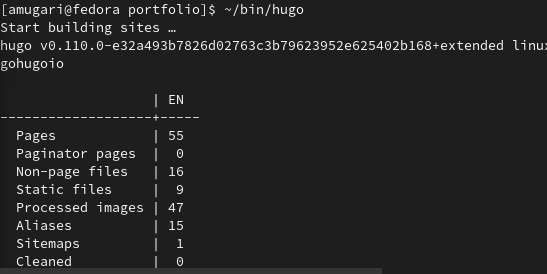 [amugari@fedora portfolio]$ ~/bin/hugo
Start building sites …
hugo v0.110.0-e32a493b7826d02763c3b79623952e625402b168+extended linux
gohugoio

                   | EN
-------------------+-----
  Pages            | 55
  Paginator pages  |  0
  Non-page files   | 16
  Static files     |  9
  Processed images | 47
  Aliases          | 15
  Sitemaps         |  1
  Cleaned          |  0